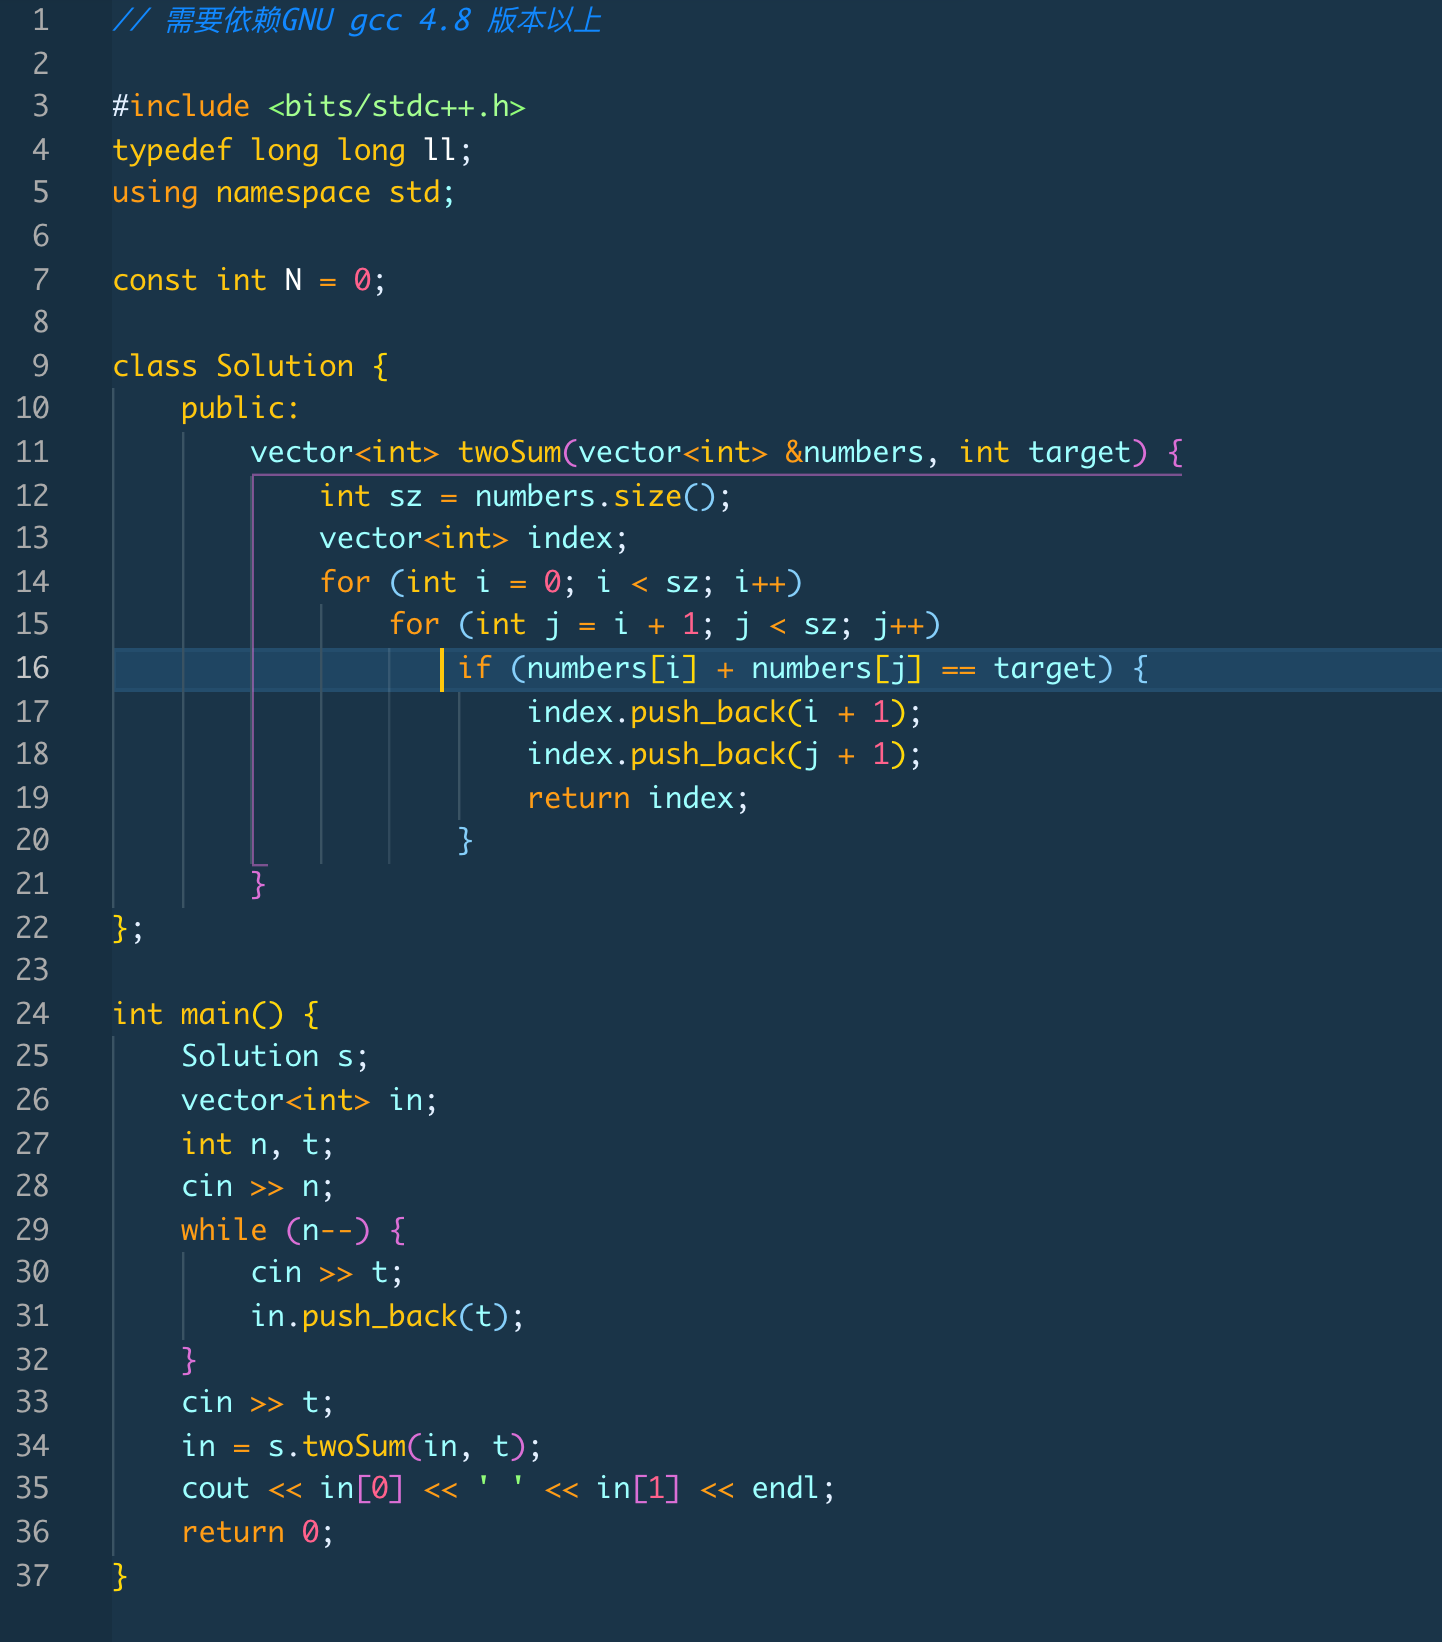 1 // 需要依赖GNU gcc 4.8 版本以上
2
3 #include <bits/stdc++.h>
4 typedef long long ll;
5 using namespace std;
6
7 const int N = 0;
8
9 class Solution {
10     public:
11         vector<int> twoSum(vector<int> &numbers, int target) {
12             int sz = numbers.size();
13             vector<int> index;
14             for (int i = 0; i < sz; i++)
15                 for (int j = i + 1; j < sz; j++)
16                     if (numbers[i] + numbers[j] == target) {
17                         index.push_back(i + 1);
18                         index.push_back(j + 1);
19                         return index;
20                     }
21         }
22 };
23
24 int main() {
25     Solution s;
26     vector<int> in;
27     int n, t;
28     cin >> n;
29     while (n--) {
30         cin >> t;
31         in.push_back(t);
32     }
33     cin >> t;
34     in = s.twoSum(in, t);
35     cout << in[0] << ' ' << in[1] << endl;
36     return 0;
37 }